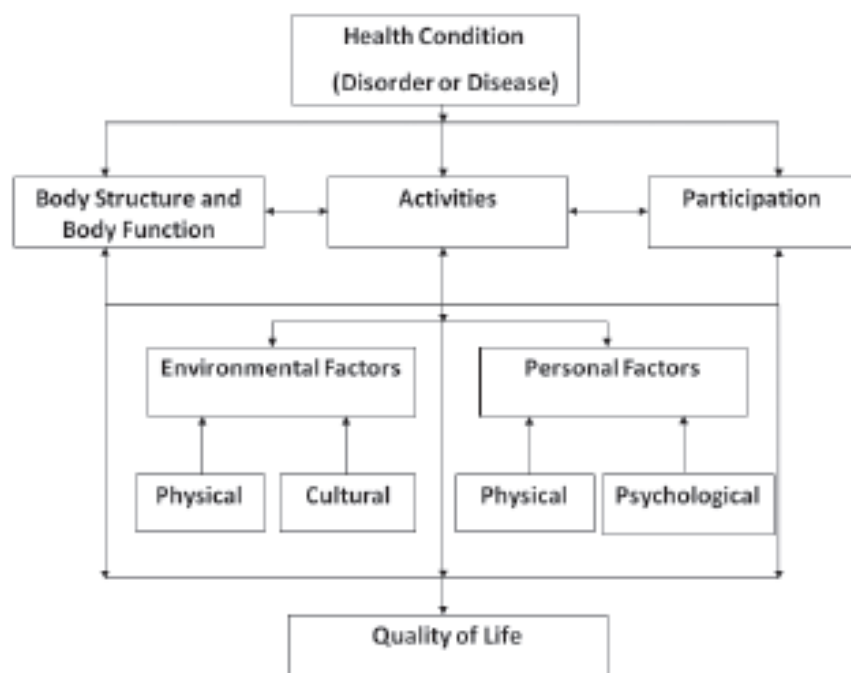 Health Condition
(Disorder or Disease)
Body Structure and
Body Function
Activities
Participation
Environmental Factors
Personal Factors
Physical
Cultural
Physical
Psychological
Quality of Life